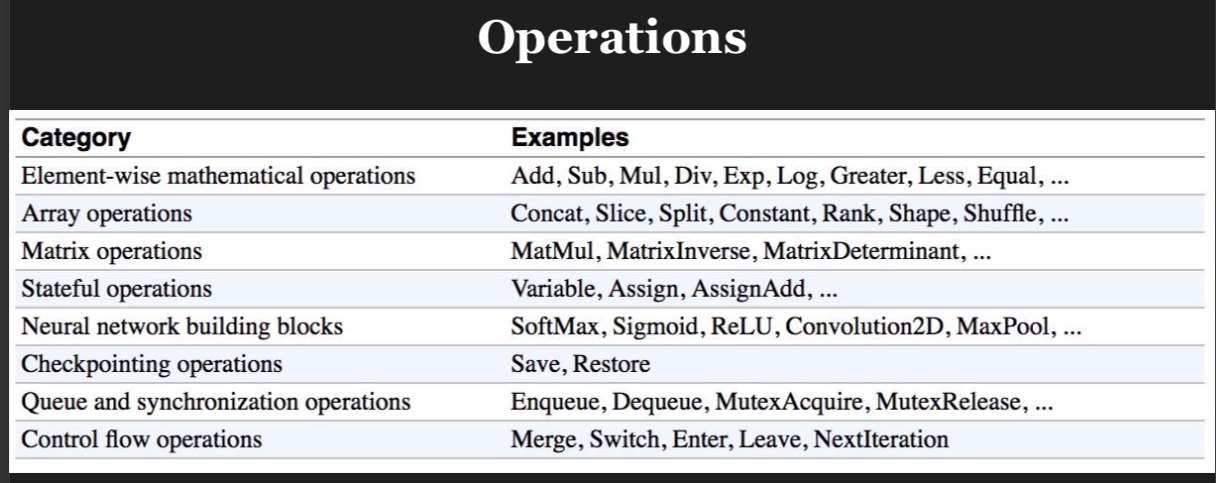 Operations
Category Examples
Element-wise mathematical operations Add, Sub, Mul, Div, Exp, Log, Greater, Less, Equal, ...
Array operations Concat, Slice, Split, Constant, Rank, Shape, Shuffle, ...
Matrix operations MatMul, MatrixInverse, MatrixDeterminant, ...
Stateful operations Variable, Assign, AssignAdd, ...
Neural network building blocks SoftMax, Sigmoid, ReLU, Convolution2D, MaxPool, ...
Checkpointing operations Save, Restore
Queue and synchronization operations Enqueue, Dequeue, MutexAcquire, MutexRelease, ...
Control flow operations Merge, Switch, Enter, Leave, NextIteration